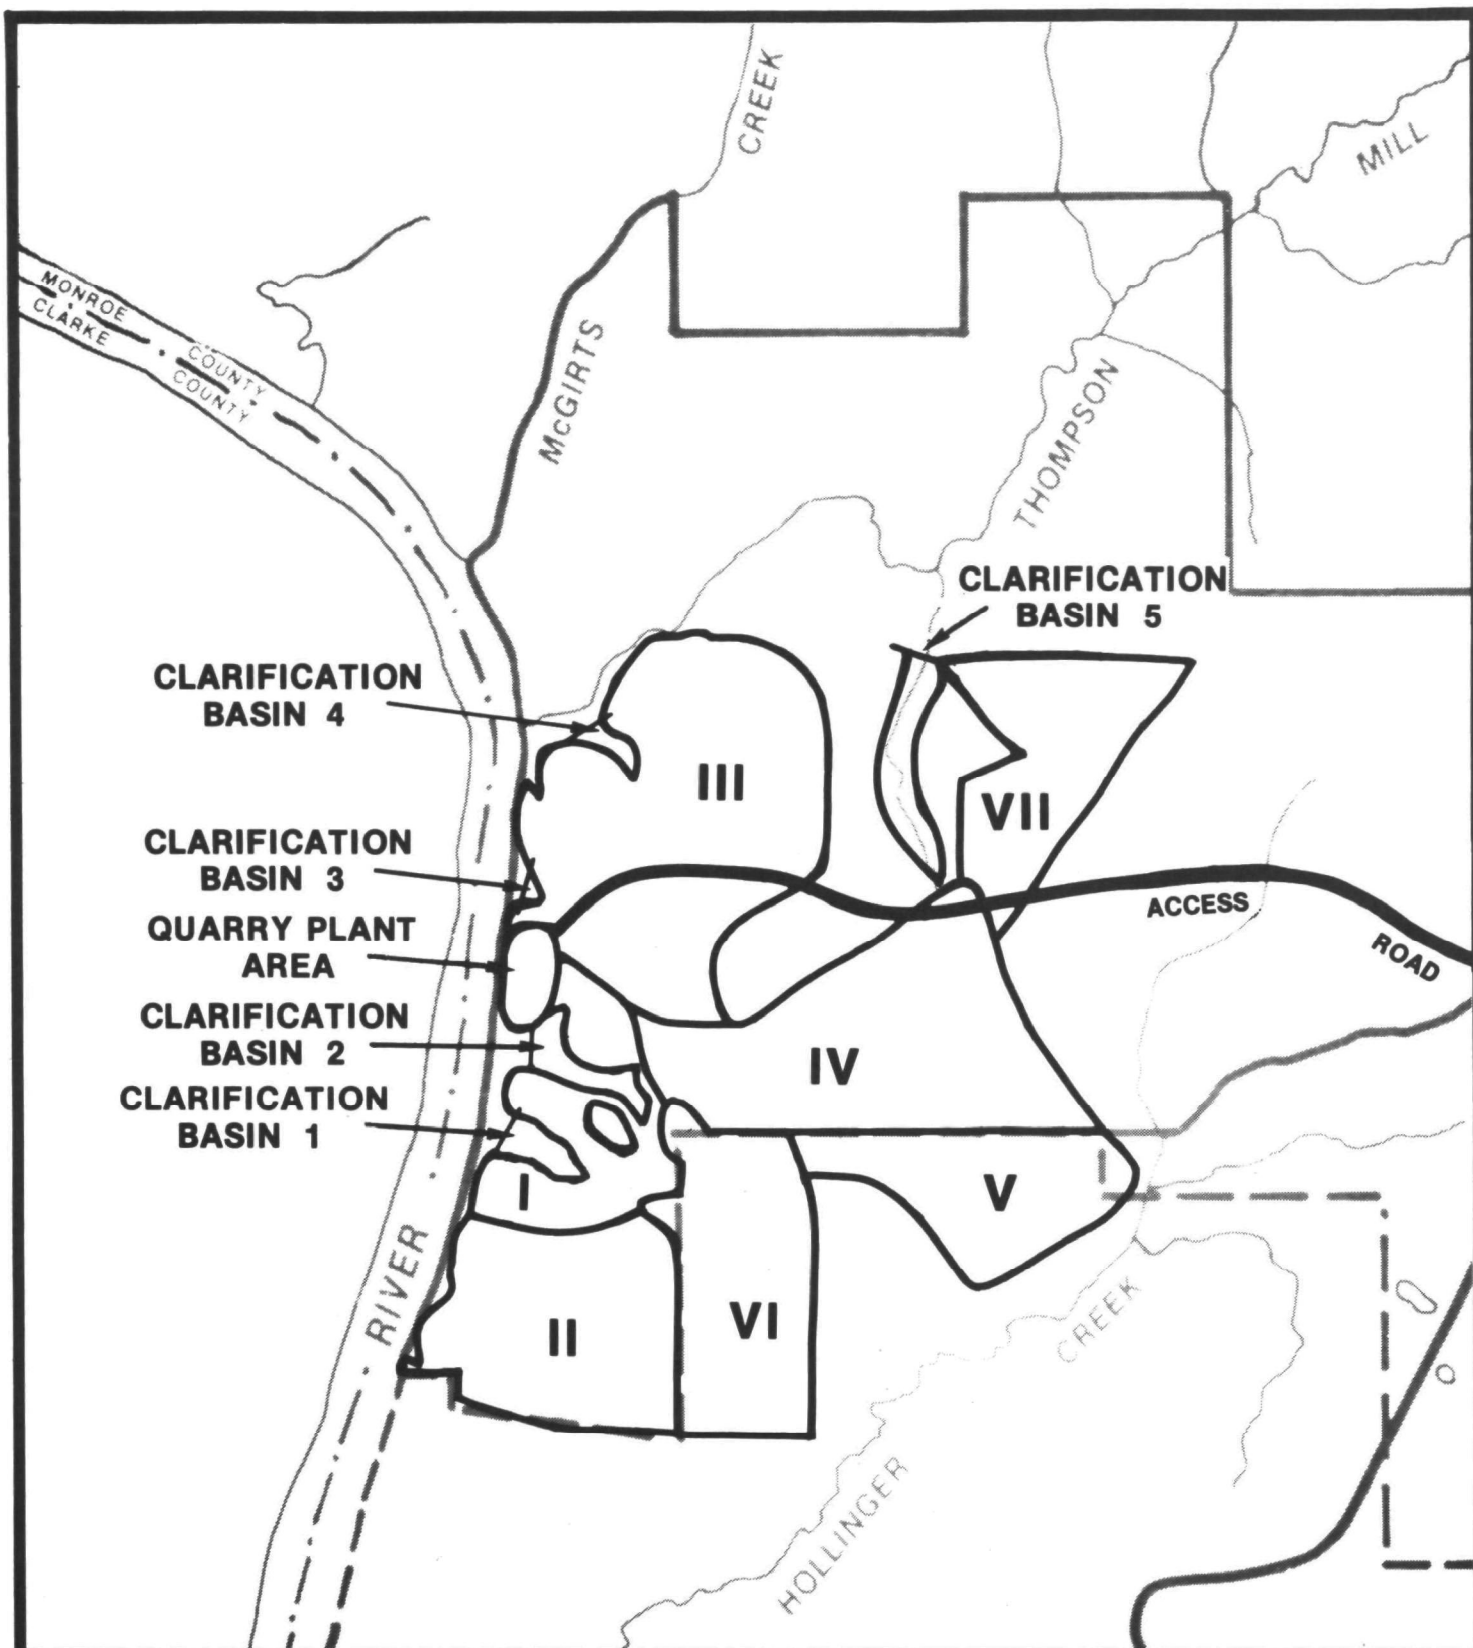 CREEK
MILL
MONROE
CLARKE
COUNTY
COUNTY
McGIRTS
THOMPSON
CLARIFICATION
BASIN 5
CLARIFICATION
BASIN 4
III
VII
CLARIFICATION
BASIN 3
ACCESS
ROAD
QUARRY PLANT
AREA
CLARIFICATION
BASIN 2
IV
CLARIFICATION
BASIN 1
I
V
RIVER
II
VI
CREEK
HOLLINGER